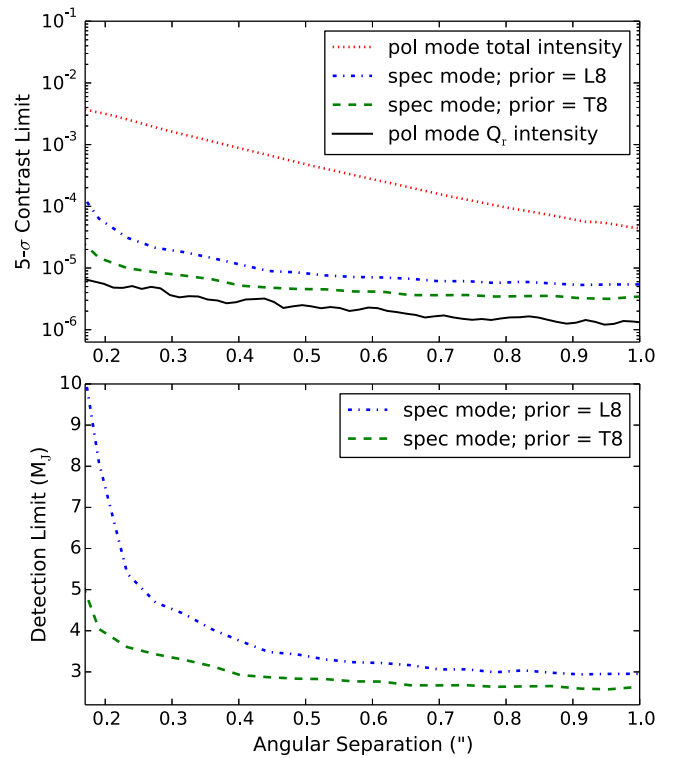 10⁻¹
10⁻²
10⁻³
10⁻⁴
10⁻⁵
10⁻⁶
5-σ Contrast Limit
pol mode total intensity
spec mode; prior = L8
spec mode; prior = T8
pol mode Qᵣ intensity
0.2 0.3 0.4 0.5 0.6 0.7 0.8 0.9 1.0
10
9
8
7
6
5
4
3
Detection Limit (M_J)
spec mode; prior = L8
spec mode; prior = T8
0.2 0.3 0.4 0.5 0.6 0.7 0.8 0.9 1.0
Angular Separation (")